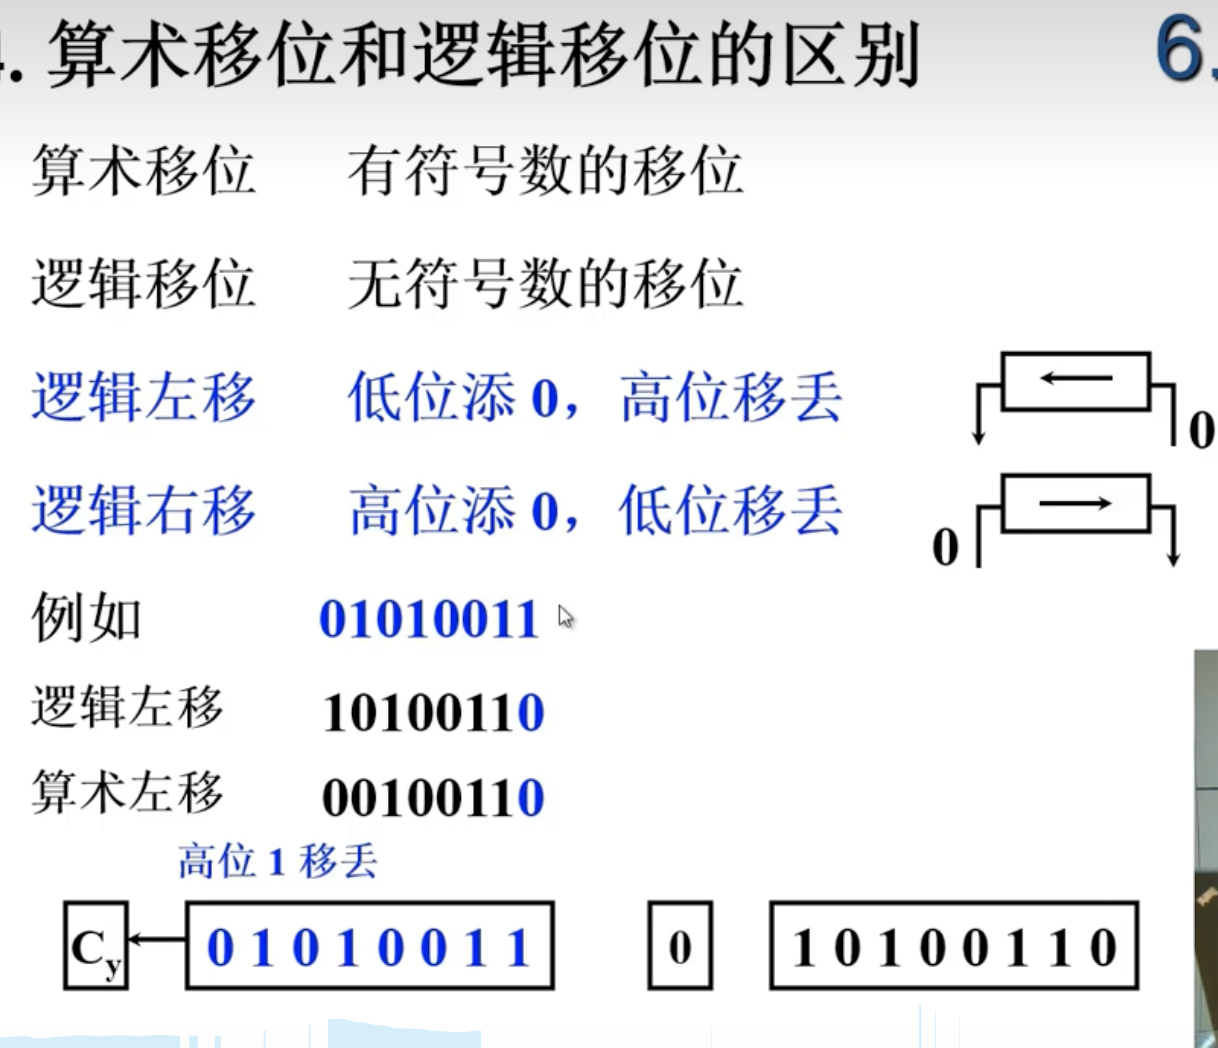 4. 算术移位和逻辑移位的区别 6.
算术移位 有符号数的移位
逻辑移位 无符号数的移位
逻辑左移 低位添 0，高位移丢
0
逻辑右移 高位添 0，低位移丢
0
例如 01010011
逻辑左移 10100110
算术左移 00100110
高位 1 移丢
Cy 0 1 0 1 0 0 1 1 0 1 0 1 0 0 1 1 0